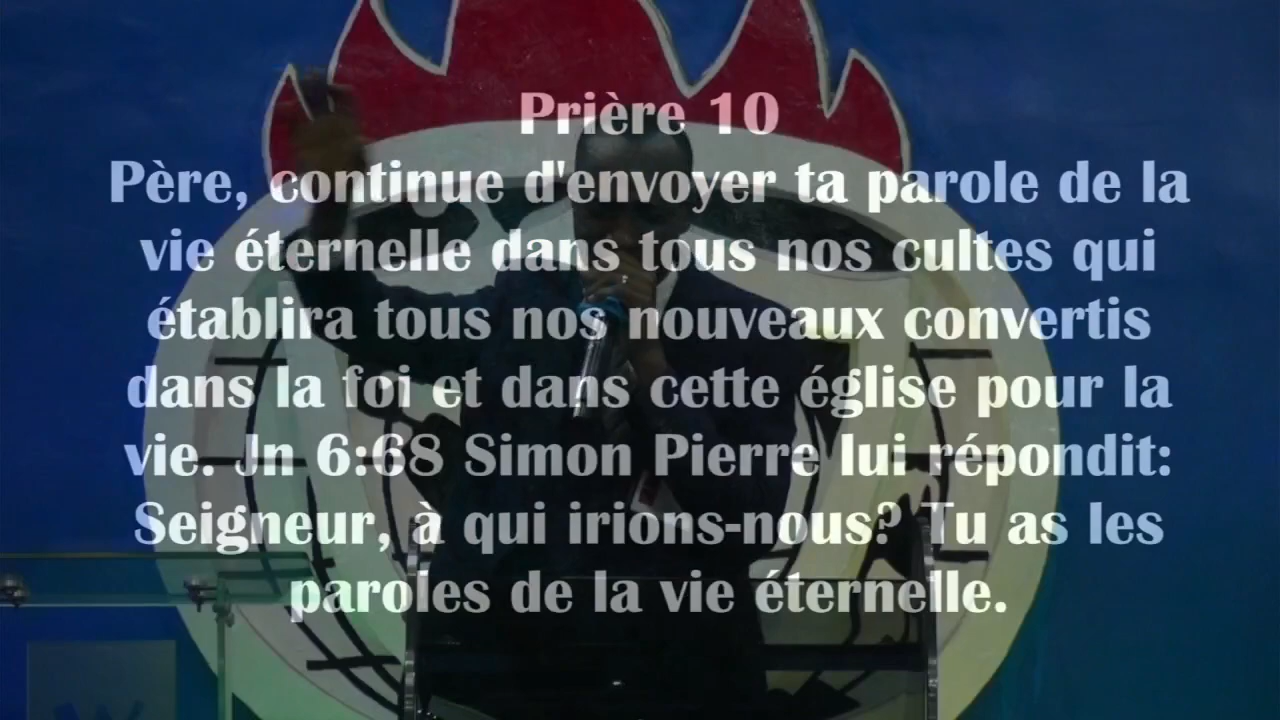 Prière 10
Père, continue d'envoyer ta parole de la
vie éternelle dans tous nos cultes qui
établira tous nos nouveaux convertis
dans la foi et dans cette église pour la
vie. Jn 6:68 Simon Pierre lui répondit:
Seigneur, à qui irions-nous? Tu as les
paroles de la vie éternelle.